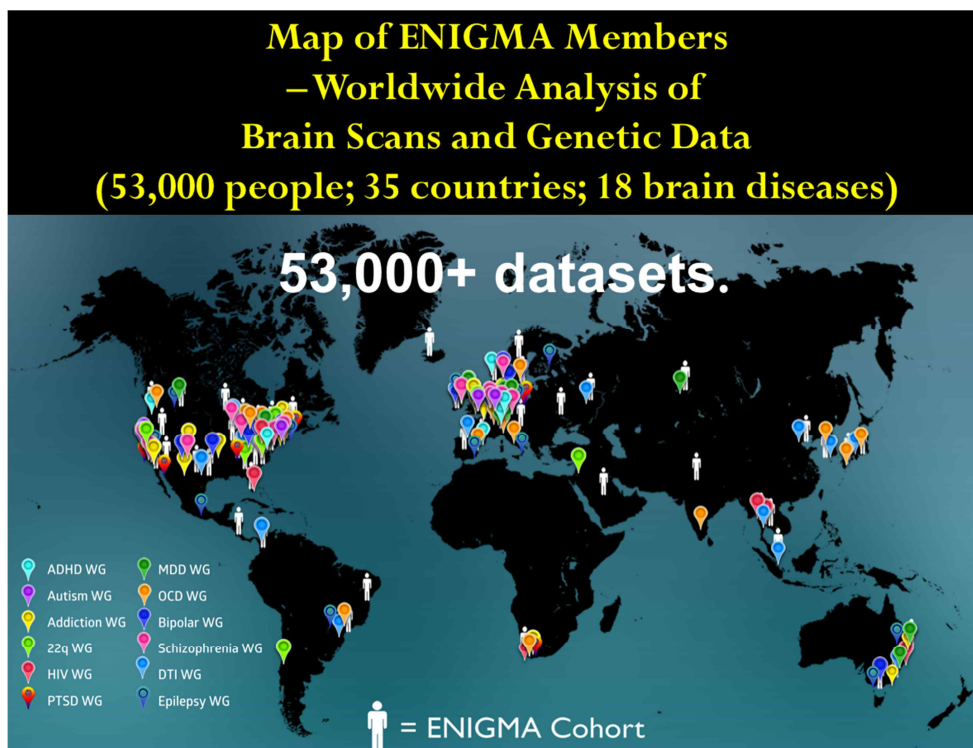 Map of ENIGMA Members
–Worldwide Analysis of
Brain Scans and Genetic Data
(53,000 people; 35 countries; 18 brain diseases)
53,000+ datasets.
ADHD WG
Autism WG
Addiction WG
22q WG
HIV WG
PTSD WG
MDD WG
OCD WG
Bipolar WG
Schizophrenia WG
DTI WG
Epilepsy WG
= ENIGMA Cohort